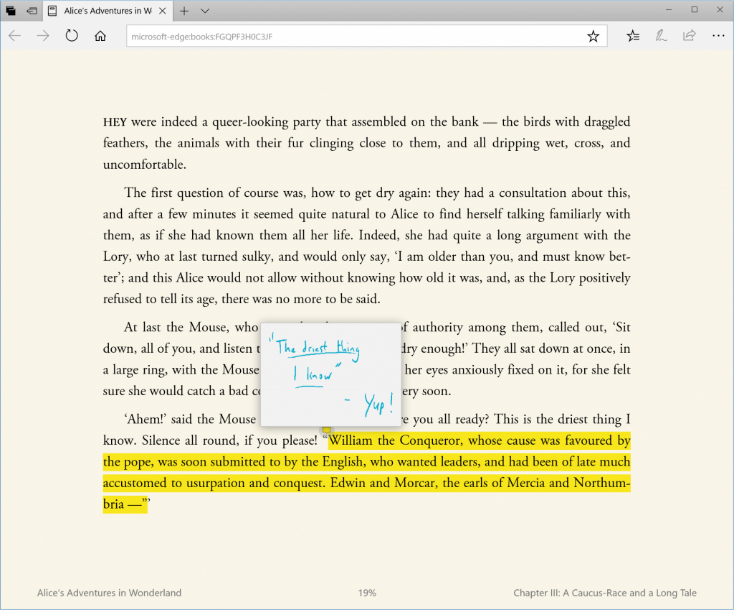 Alice's Adventures in W
microsoft-edge:books:FGQPF3H0C3JF
HEY were indeed a queer-looking party that assembled on the bank — the birds with draggled
feathers, the animals with their fur clinging close to them, and all dripping wet, cross, and
uncomfortable.
The first question of course was, how to get dry again: they had a consultation about this,
and after a few minutes it seemed quite natural to Alice to find herself talking familiarly with
them, as if she had known them all her life. Indeed, she had quite a long argument with the
Lory, who at last turned sulky, and would only say, ‘I am older than you, and must know bet-
ter’; and this Alice would not allow without knowing how old it was, and, as the Lory positively
refused to tell its age, there was no more to be said.
At last the Mouse, who of authority among them, called out, ‘Sit
down, all of you, and listen dry enough!’ They all sat down at once, in
a large ring, with the Mouse her eyes anxiously fixed on it, for she felt
sure she would catch a bad very soon.
"The driest thing
I know"
- Yup!
‘Ahem!’ said the Mouse you all ready? This is the driest thing I
know. Silence all round, if you please! “William the Conqueror, whose cause was favoured by
the pope, was soon submitted to by the English, who wanted leaders, and had been of late much
accustomed to usurpation and conquest. Edwin and Morcar, the earls of Mercia and Northum-
bria —”’
Alice's Adventures in Wonderland
19%
Chapter III: A Caucus-Race and a Long Tale